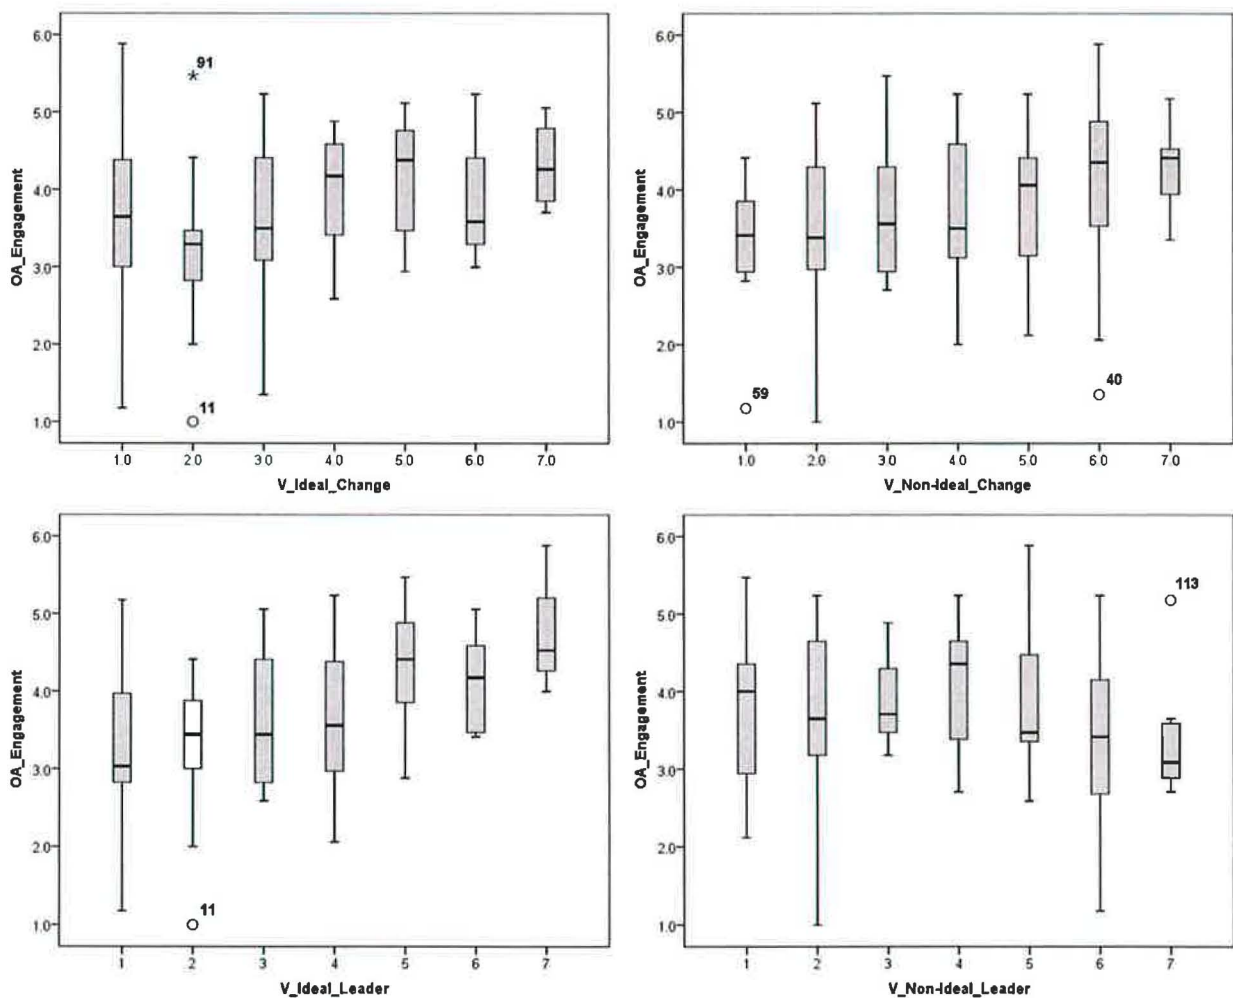 6.0
5.0
4.0
3.0
2.0
1.0
OA_Engagement
91
11
1.0 2.0 3.0 4.0 5.0 6.0 7.0
V_Ideal_Change
6.0
5.0
4.0
3.0
2.0
1.0
OA_Engagement
59
40
1.0 2.0 3.0 4.0 5.0 6.0 7.0
V_Non-Ideal_Change
6.0
5.0
4.0
3.0
2.0
1.0
OA_Engagement
11
1 2 3 4 5 6 7
V_Ideal_Leader
6.0
5.0
4.0
3.0
2.0
1.0
OA_Engagement
113
1 2 3 4 5 6 7
V_Non-Ideal_Leader